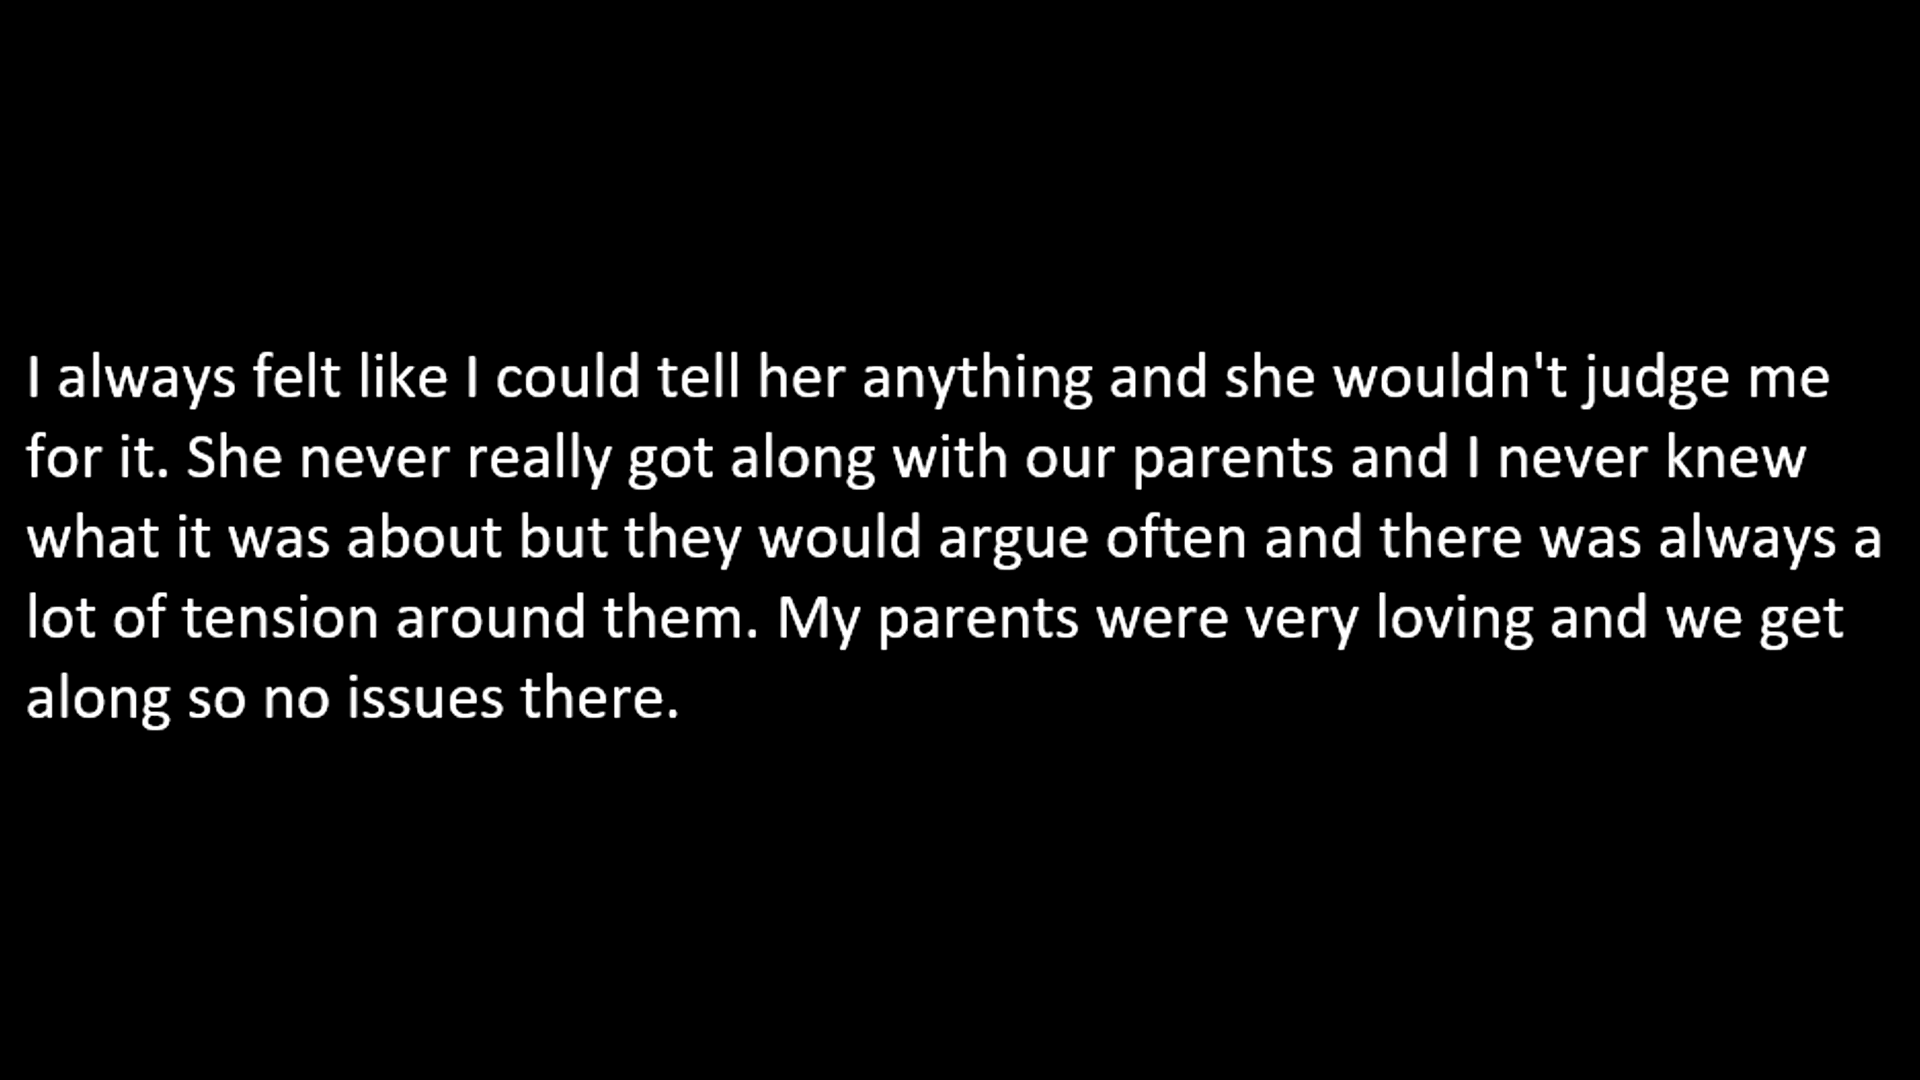 I always felt like I could tell her anything and she wouldn't judge me
for it. She never really got along with our parents and I never knew
what it was about but they would argue often and there was always a
lot of tension around them. My parents were very loving and we get
along so no issues there.